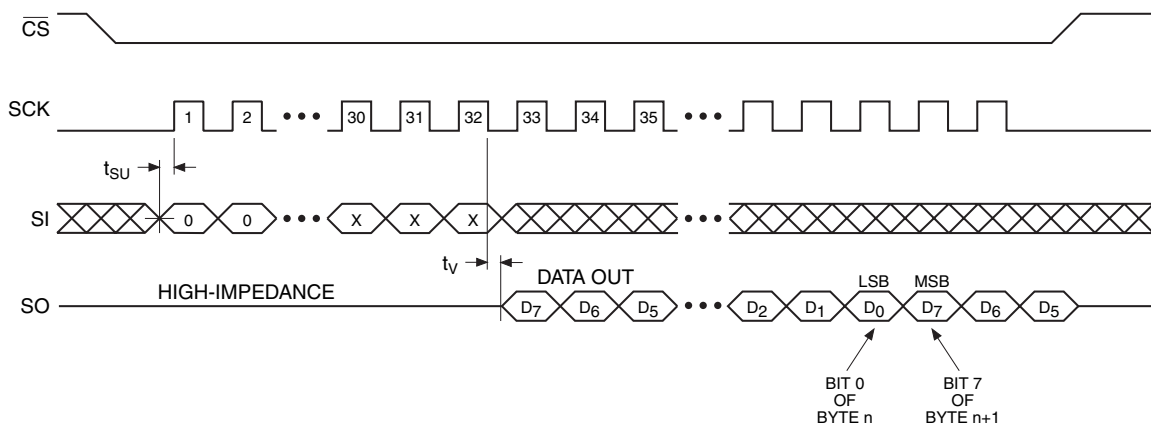 CS
SCK
1 2 ••• 30 31 32 33 34 35 •••
tSU
SI
0 0 ••• X X X •••
tV
SO
HIGH-IMPEDANCE
DATA OUT
LSB MSB
D7 D6 D5 ••• D2 D1 D0 D7 D6 D5
BIT 0
OF
BYTE n
BIT 7
OF
BYTE n+1